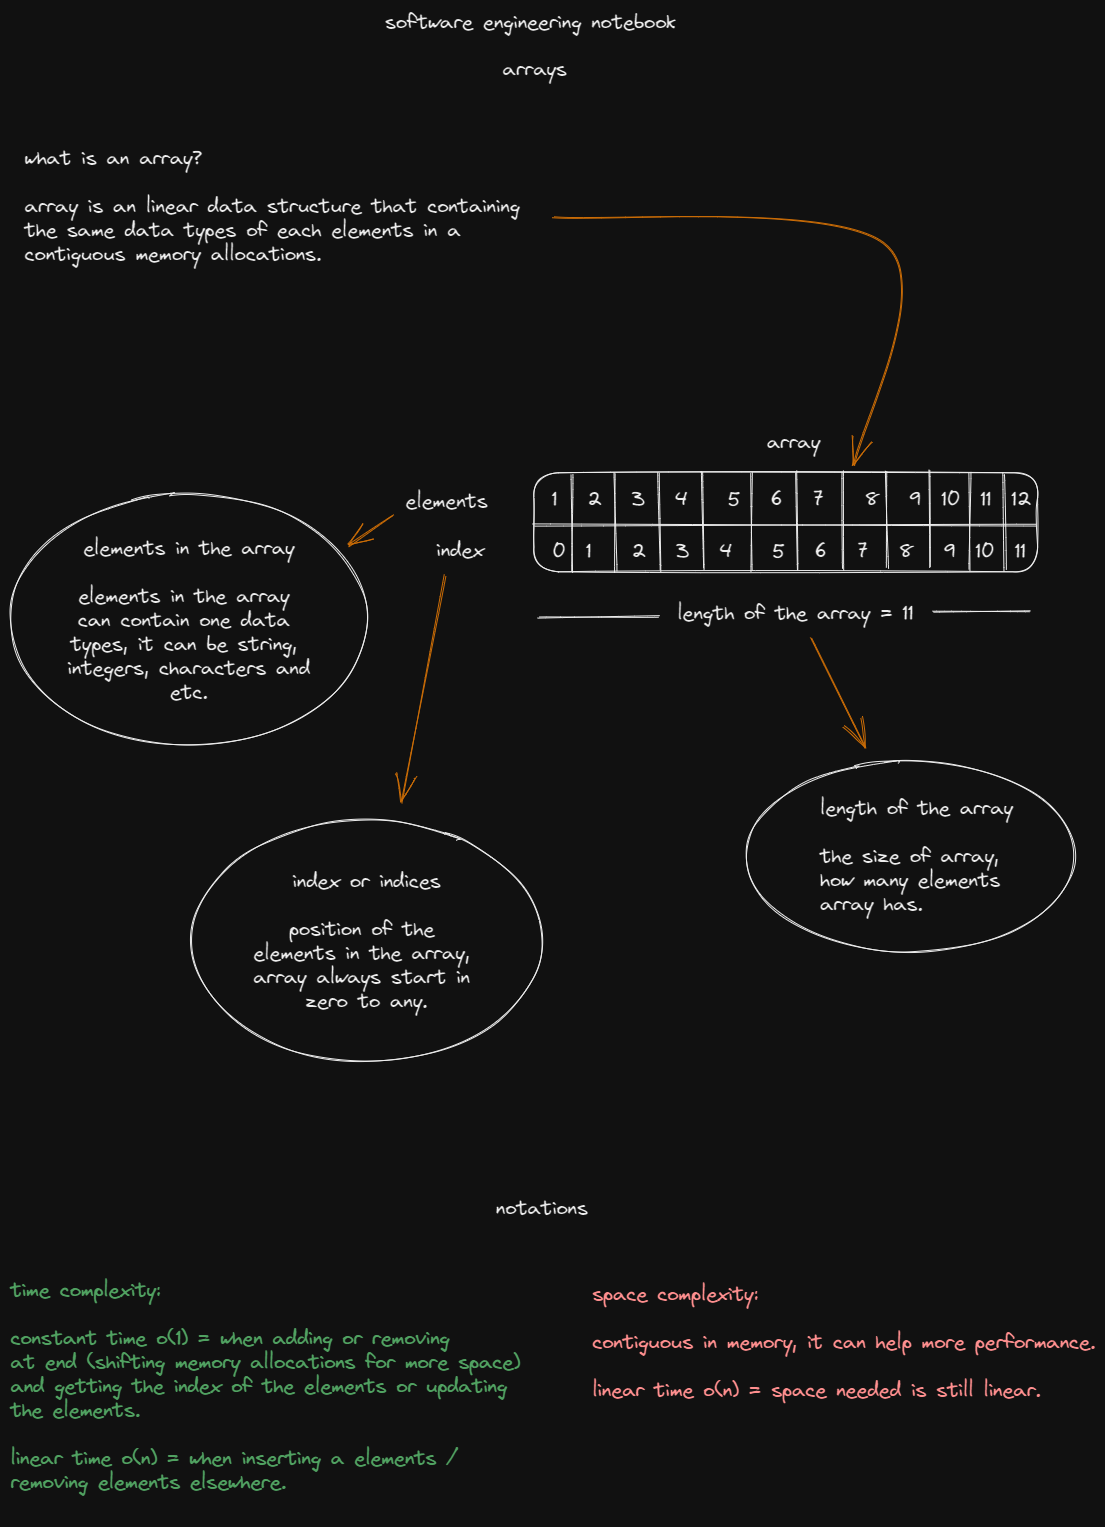 software engineering notebook
arrays
what is an array?
array is an linear data structure that containing
the same data types of each elements in a
contiguous memory allocations.
array
elements
1 2 3 4 5 6 7 8 9 10 11 12
index
0 1 2 3 4 5 6 7 8 9 10 11
length of the array = 11
elements in the array
elements in the array
can contain one data
types, it can be string,
integers, characters and
etc.
length of the array
the size of array,
how many elements
array has.
index or indices
position of the
elements in the array,
array always start in
zero to any.
notations
time complexity:
constant time o(1) = when adding or removing
at end (shifting memory allocations for more space)
and getting the index of the elements or updating
the elements.
linear time o(n) = when inserting a elements /
removing elements elsewhere.
space complexity:
contiguous in memory, it can help more performance.
linear time o(n) = space needed is still linear.